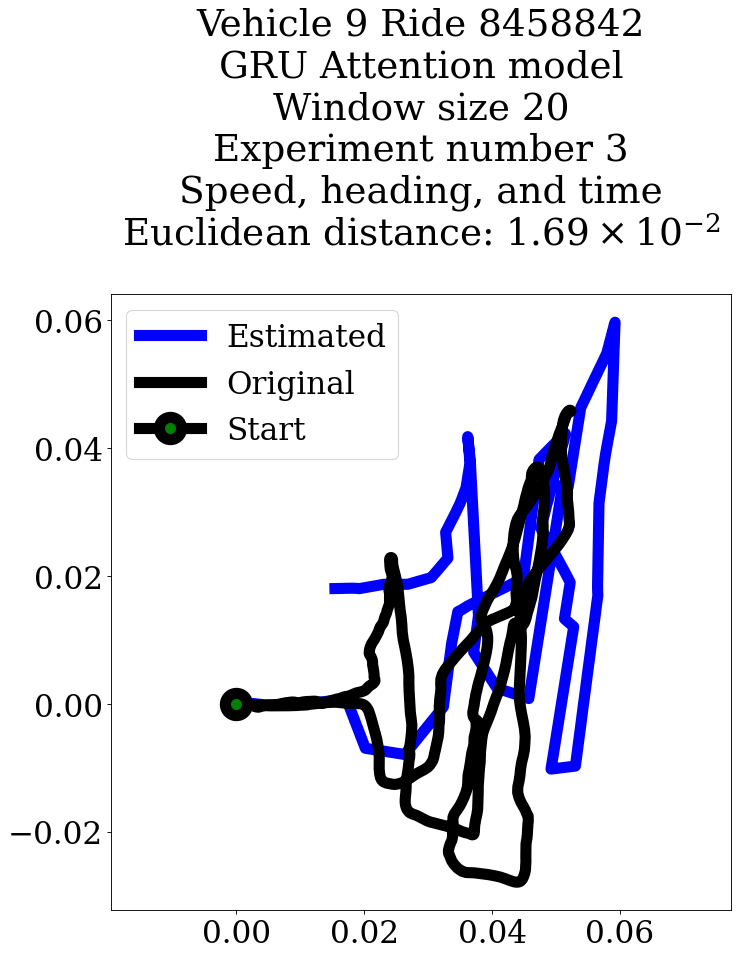 Vehicle 9 Ride 8458842
GRU Attention model
Window size 20
Experiment number 3
Speed, heading, and time
Euclidean distance: 1.69 × 10⁻²
Estimated
Original
Start
0.06
0.04
0.02
0.00
−0.02
0.00 0.02 0.04 0.06